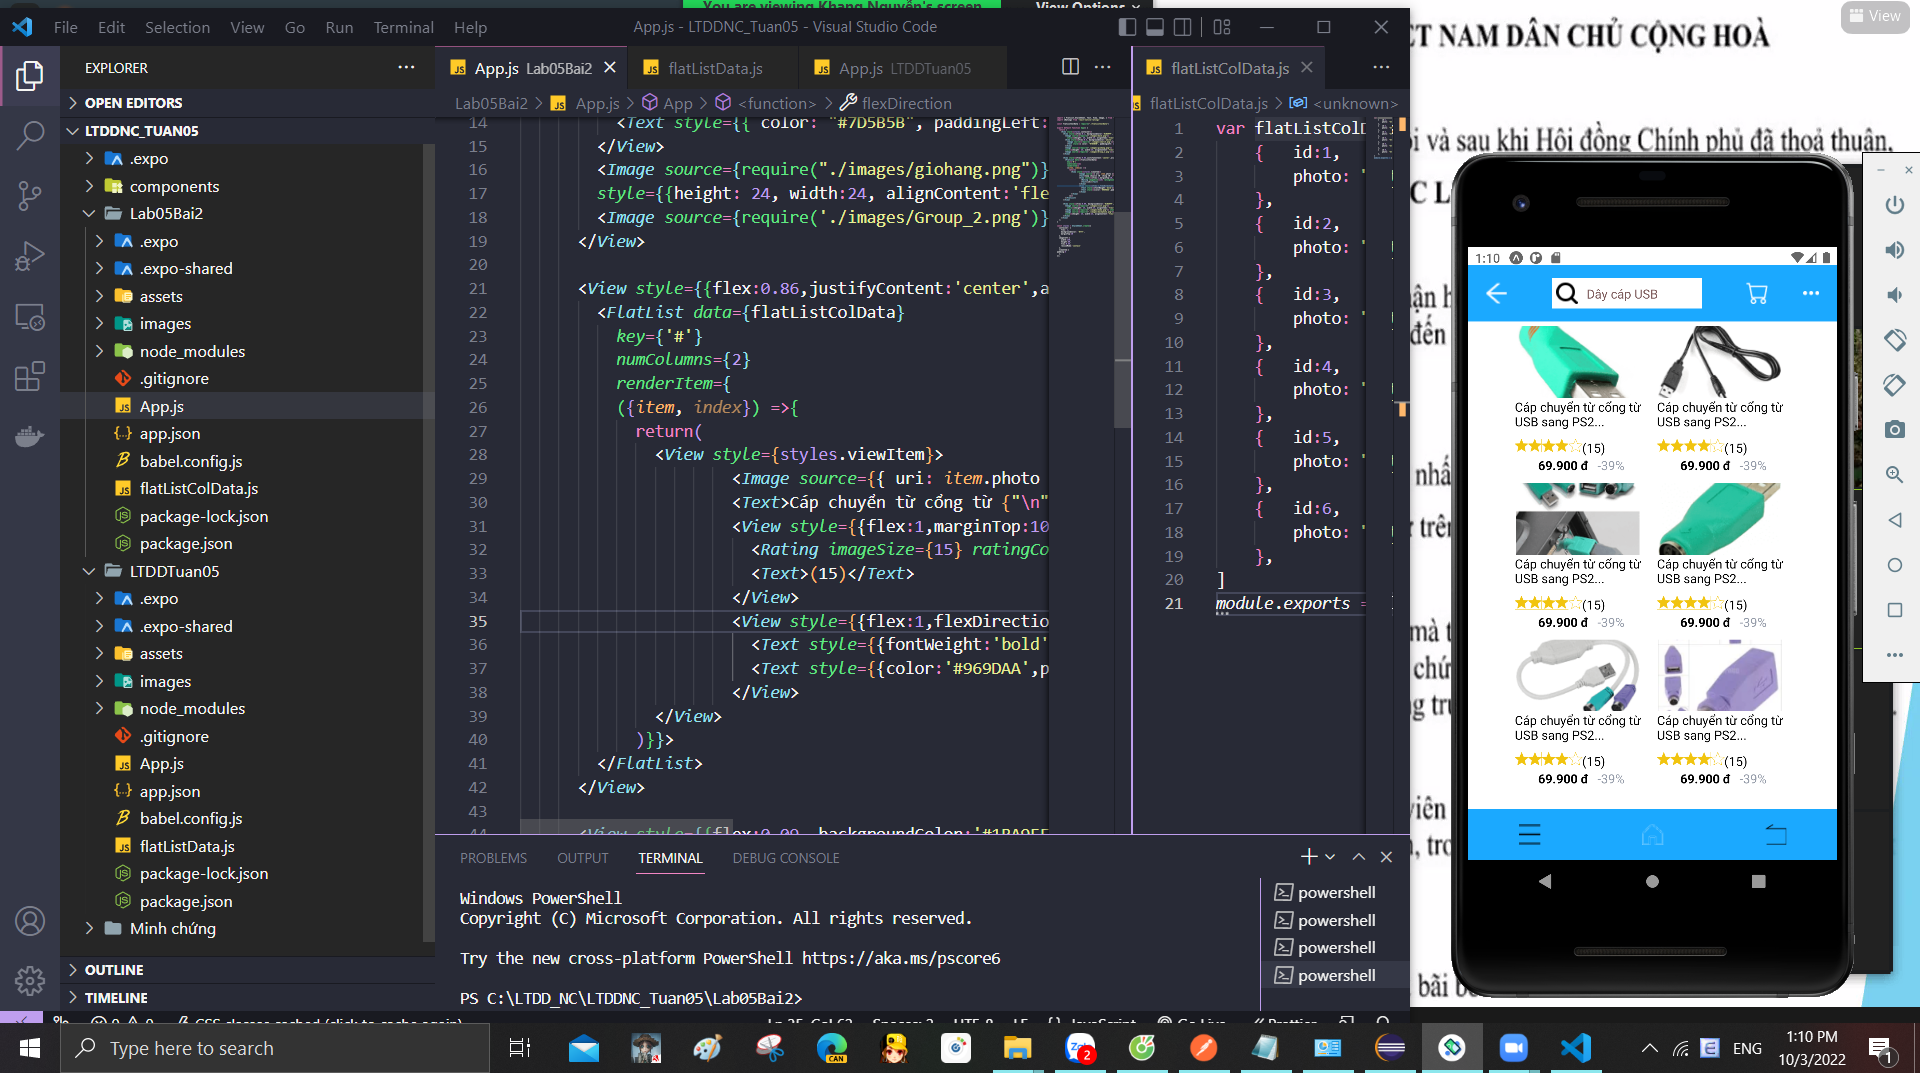 You are viewing Khang Nguyễn's screen
View Options
View
File Edit Selection View Go Run Terminal Help
App.js - LTDDNC_Tuan05 - Visual Studio Code
EXPLORER
OPEN EDITORS
LTDDNC_TUAN05
.expo
components
Lab05Bai2
.expo
.expo-shared
assets
images
node_modules
.gitignore
App.js
app.json
babel.config.js
flatListColData.js
package-lock.json
package.json
LTDDTuan05
.expo
.expo-shared
assets
images
node_modules
.gitignore
App.js
app.json
babel.config.js
flatListData.js
package-lock.json
package.json
Minh chứng
OUTLINE
TIMELINE
App.js Lab05Bai2
flatListData.js
App.js LTDDTuan05
Lab05Bai2 > App.js > App > <function> > flexDirection
14 <Text style={{ color: "#7D5B5B", paddingLeft:
15 </View>
16 <Image source={require("./images/giohang.png")}
17 style={{height: 24, width:24, alignContent:'fle
18 <Image source={require('./images/Group_2.png')}
19 </View>
20
21 <View style={{flex:0.86,justifyContent:'center',a
22 <FlatList data={flatListColData}
23 key={'#'}
24 numColumns={2}
25 renderItem={
26 ({item, index}) =>{
27 return(
28 <View style={styles.viewItem}>
29 <Image source={{ uri: item.photo
30 <Text>Cáp chuyển từ cổng từ {"\n"
31 <View style={{flex:1,marginTop:10
32 <Rating imageSize={15} ratingCo
33 <Text>(15)</Text>
34 </View>
35 <View style={{flex:1,flexDirectio
36 <Text style={{fontWeight:'bold'
37 <Text style={{color:'#969DAA',p
38 </View>
39 </View>
40 )}}>
41 </FlatList>
42 </View>
43
flatListColData.js
flatListColData.js > <unknown>
1 var flatListColD
2 { id:1,
3 photo: '
4 },
5 { id:2,
6 photo: '
7 },
8 { id:3,
9 photo: '
10 },
11 { id:4,
12 photo: '
13 },
14 { id:5,
15 photo: '
16 },
17 { id:6,
18 photo: '
19 },
20 ]
21 module.exports =
PROBLEMS OUTPUT TERMINAL DEBUG CONSOLE
Windows PowerShell
Copyright (C) Microsoft Corporation. All rights reserved.
Try the new cross-platform PowerShell https://aka.ms/pscore6
PS C:\LTDD_NC\LTDDNC_Tuan05\Lab05Bai2>
powershell
powershell
powershell
powershell
ỆT NAM DÂN CHỦ CỘNG HOÀ
và sau khi Hội đồng Chính phủ đã thoả thuận,
1:10
Dây cáp USB
Cáp chuyển từ cổng từ
USB sang PS2...
(15)
69.900 đ -39%
Cáp chuyển từ cổng từ
USB sang PS2...
(15)
69.900 đ -39%
Cáp chuyển từ cổng từ
USB sang PS2...
(15)
69.900 đ -39%
Cáp chuyển từ cổng từ
USB sang PS2...
(15)
69.900 đ -39%
Cáp chuyển từ cổng từ
USB sang PS2...
(15)
69.900 đ -39%
Cáp chuyển từ cổng từ
USB sang PS2...
(15)
69.900 đ -39%
Type here to search
CAN
2
ENG
1:10 PM
10/3/2022
1